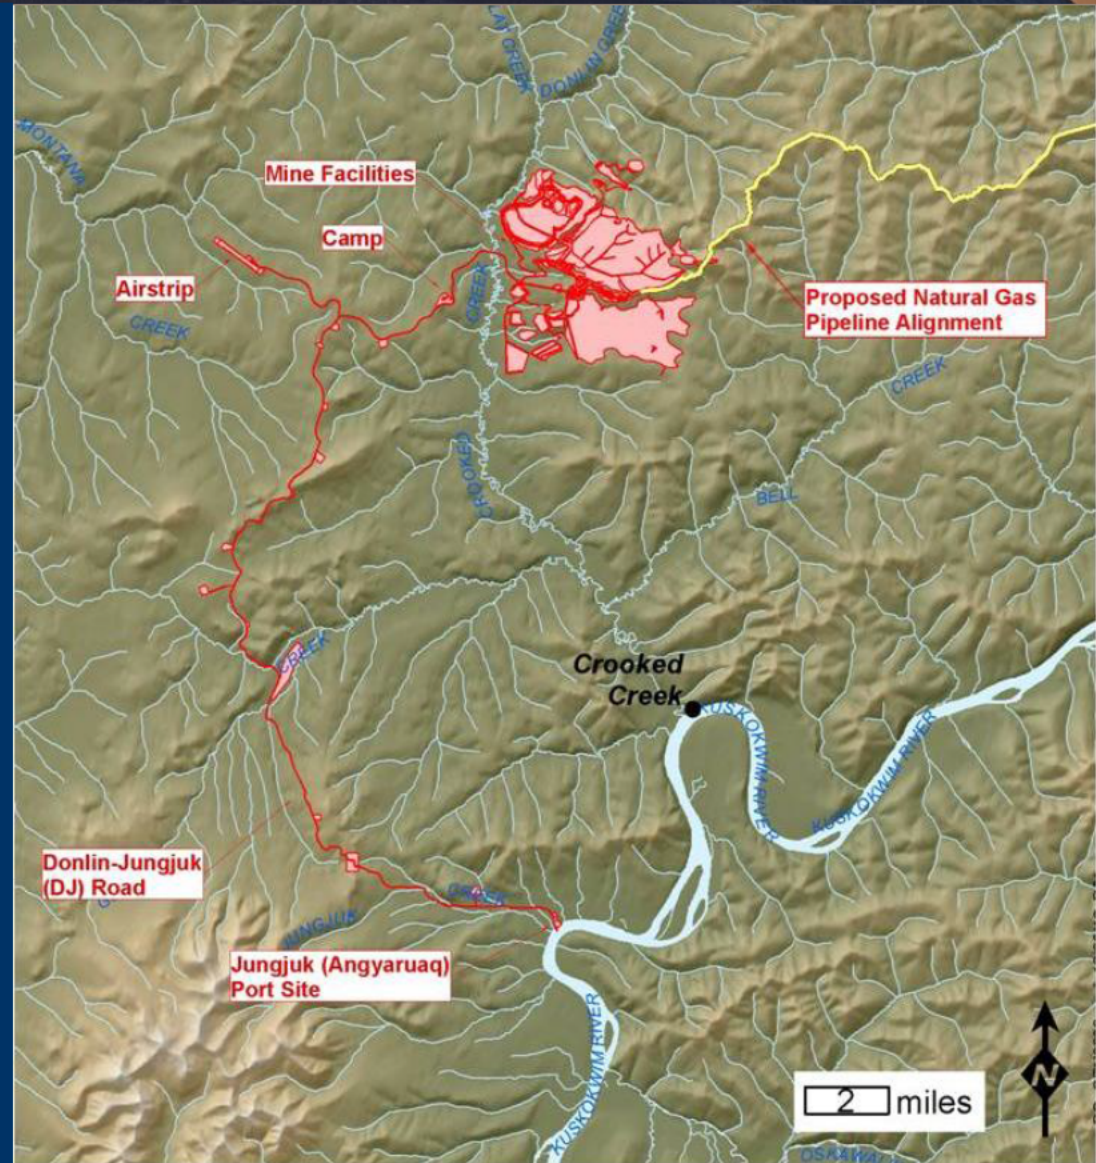 DONLIN CREEK
MONTANA
Mine Facilities
Camp
Airstrip
CREEK
CREEK
Proposed Natural Gas
Pipeline Alignment
CREEK
CROOKED
BELL
CREEK
Crooked
Creek
KUSKOKWIM RIVER
KUSKOKWIM RIVER
Donlin-Jungjuk
(DJ) Road
CREEK
JUNGJUK
Jungjuk (Angyaruaq)
Port Site
KUSKOKWIM RIVER
N
2 miles